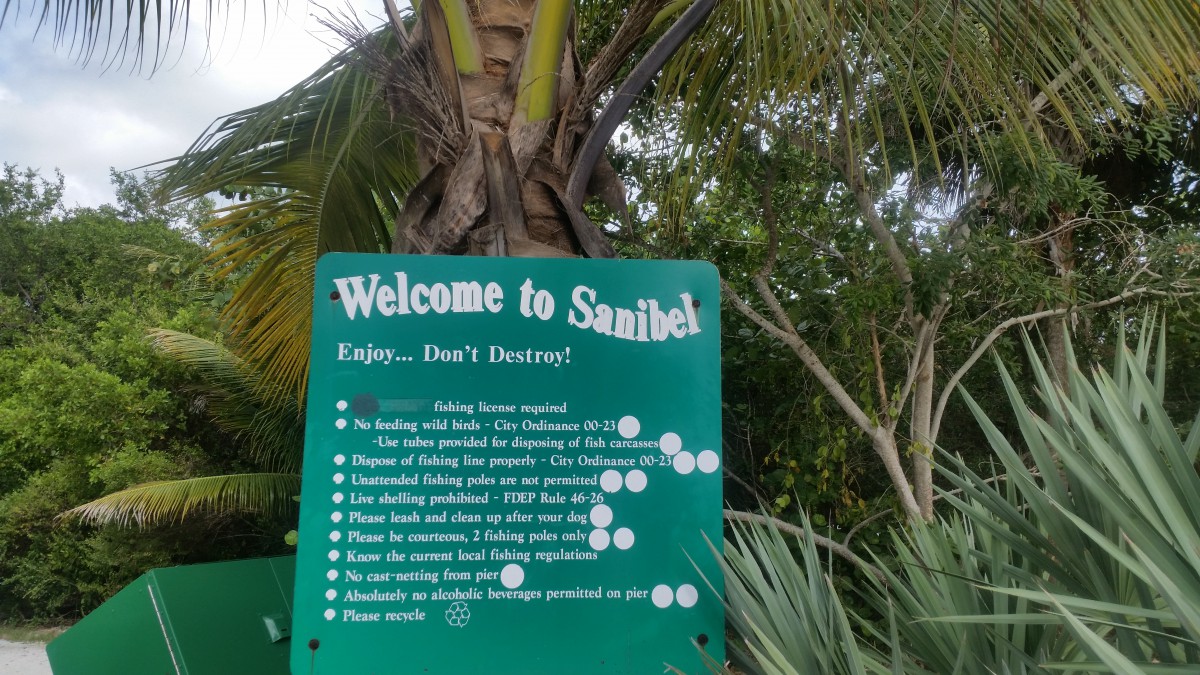 Welcome to Sanibel
Enjoy... Don't Destroy!
fishing license required
No feeding wild birds - City Ordinance 00-23
-Use tubes provided for disposing of fish carcasses
Dispose of fishing line properly - City Ordinance 00-23
Unattended fishing poles are not permitted
Live shelling prohibited - FDEP Rule 46-26
Please leash and clean up after your dog
Please be courteous, 2 fishing poles only
Know the current local fishing regulations
No cast-netting from pier
Absolutely no alcoholic beverages permitted on pier
Please recycle